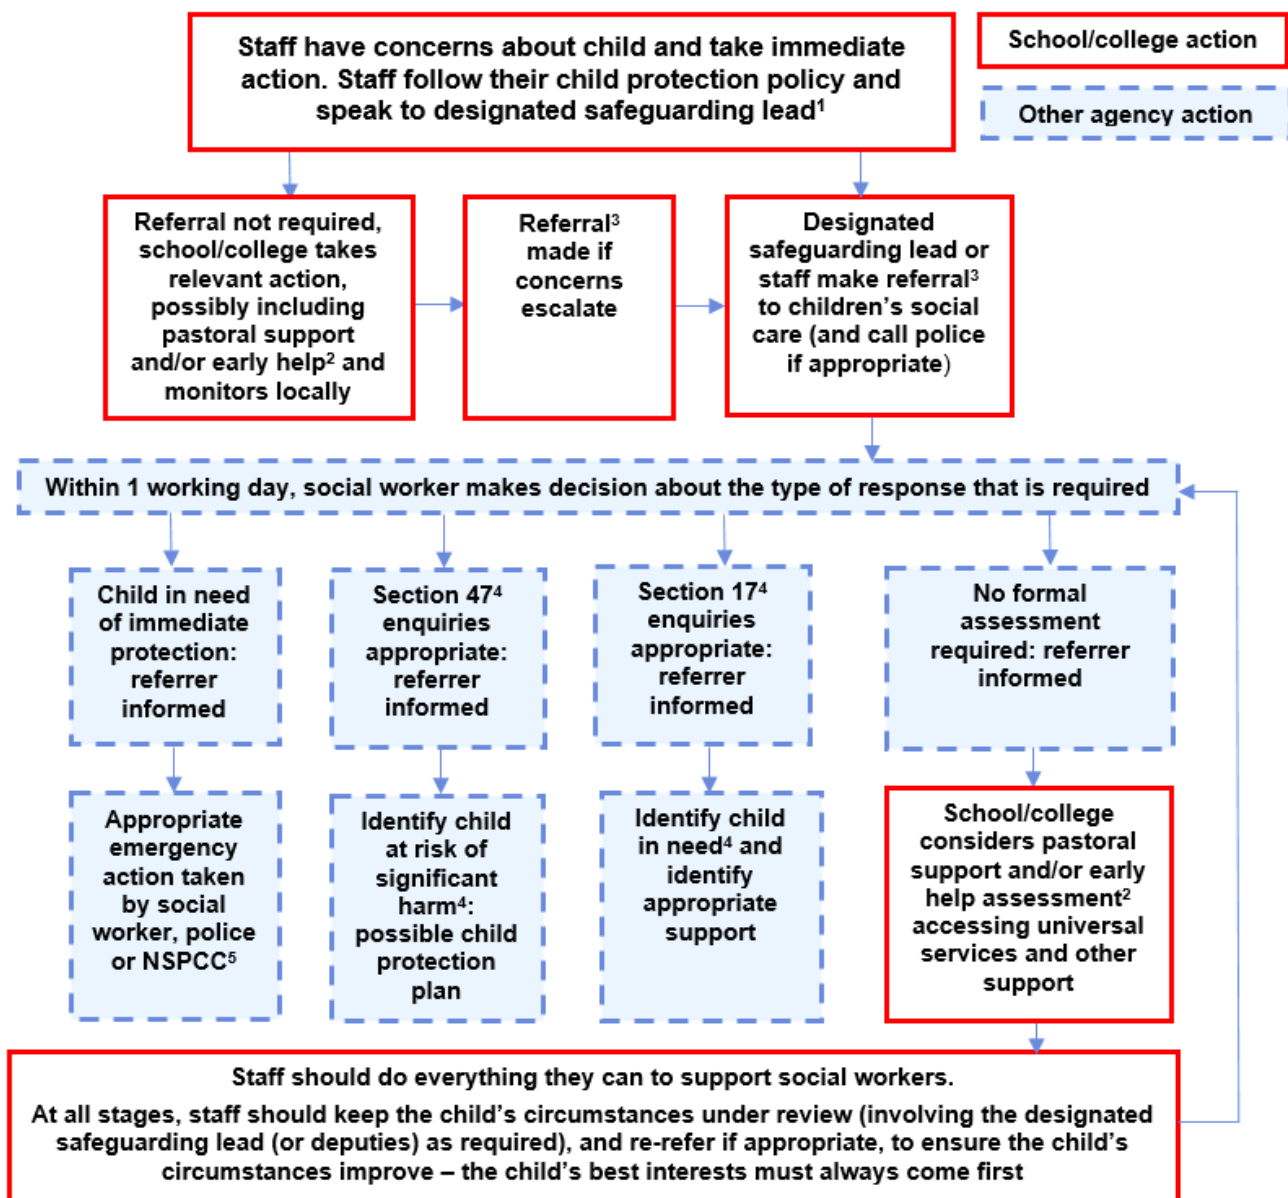 Staff have concerns about child and take immediate
action. Staff follow their child protection policy and
speak to designated safeguarding lead¹
School/college action
Other agency action
Referral not required,
school/college takes
relevant action,
possibly including
pastoral support
and/or early help² and
monitors locally
Referral³
made if
concerns
escalate
Designated
safeguarding lead or
staff make referral³
to children’s social
care (and call police
if appropriate)
Within 1 working day, social worker makes decision about the type of response that is required
Child in need
of immediate
protection:
referrer
informed
Section 47⁴
enquiries
appropriate:
referrer
informed
Section 17⁴
enquiries
appropriate:
referrer
informed
No formal
assessment
required: referrer
informed
Appropriate
emergency
action taken
by social
worker, police
or NSPCC⁵
Identify child
at risk of
significant
harm⁴:
possible child
protection
plan
Identify child
in need⁴ and
identify
appropriate
support
School/college
considers pastoral
support and/or early
help assessment²
accessing universal
services and other
support
Staff should do everything they can to support social workers.
At all stages, staff should keep the child’s circumstances under review (involving the designated
safeguarding lead (or deputies) as required), and re-refer if appropriate, to ensure the child’s
circumstances improve – the child’s best interests must always come first